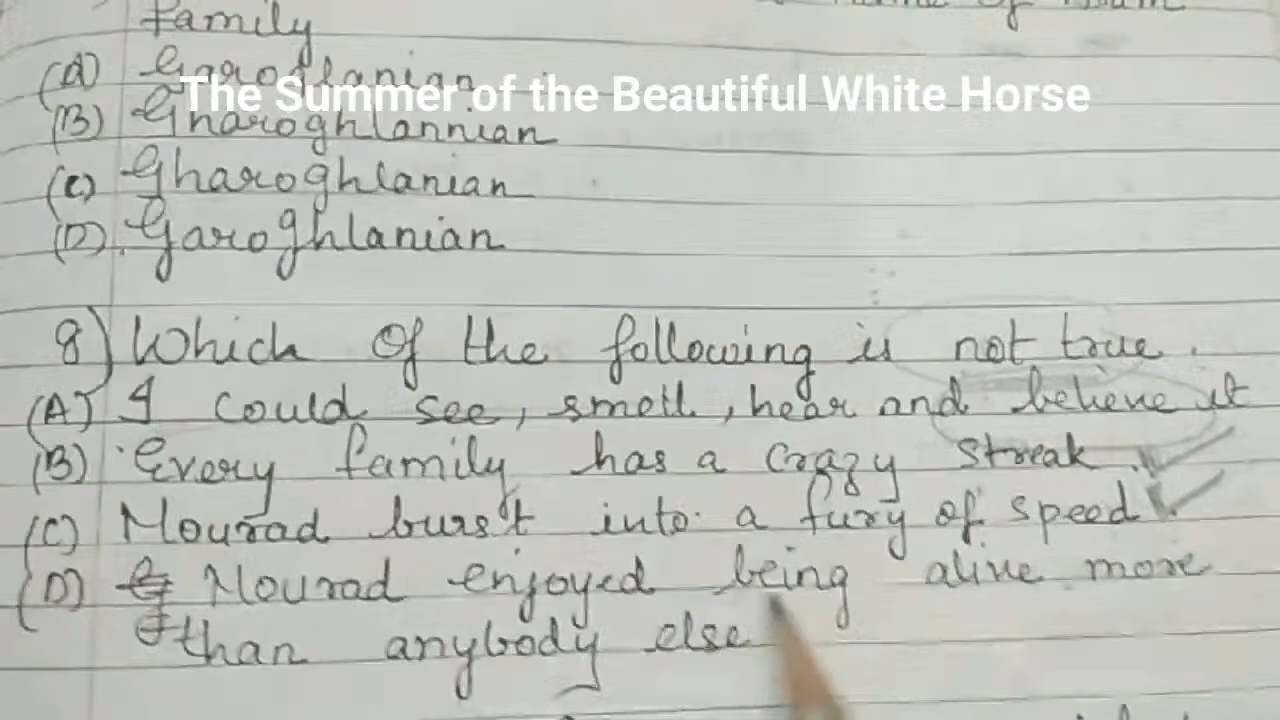 family
(A) Garoglanian
The Summer of the Beautiful White Horse
(B) Gharoghlannian
(C) Gharoghlanian
(D) Garoghlanian
8) Which of the following is not true.
(A) I could see, smell, hear and believe it
(B) Every family has a crazy streak.
(C) Mourad burst into a fury of speed
(D) Mourad enjoyed being alive more
than anybody else